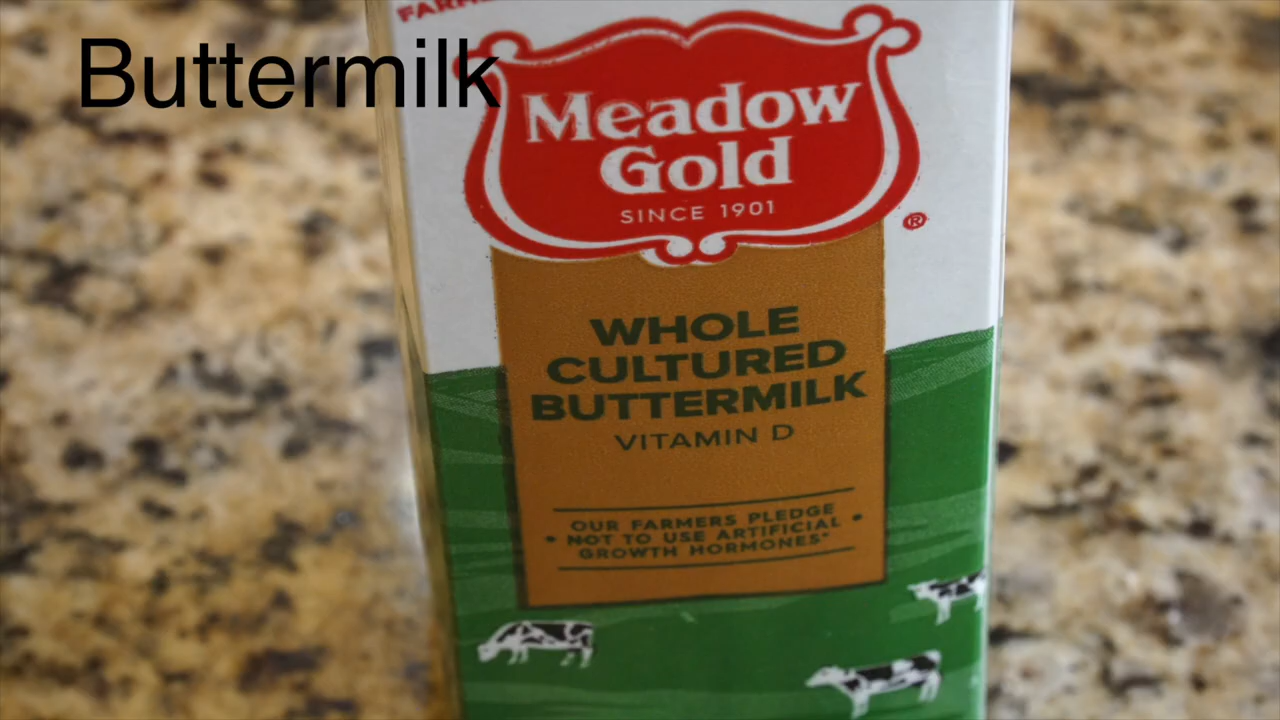 Buttermilk
Meadow
Gold
SINCE 1901
®
WHOLE
CULTURED
BUTTERMILK
VITAMIN D
OUR FARMERS PLEDGE
• NOT TO USE ARTIFICIAL •
GROWTH HORMONES*